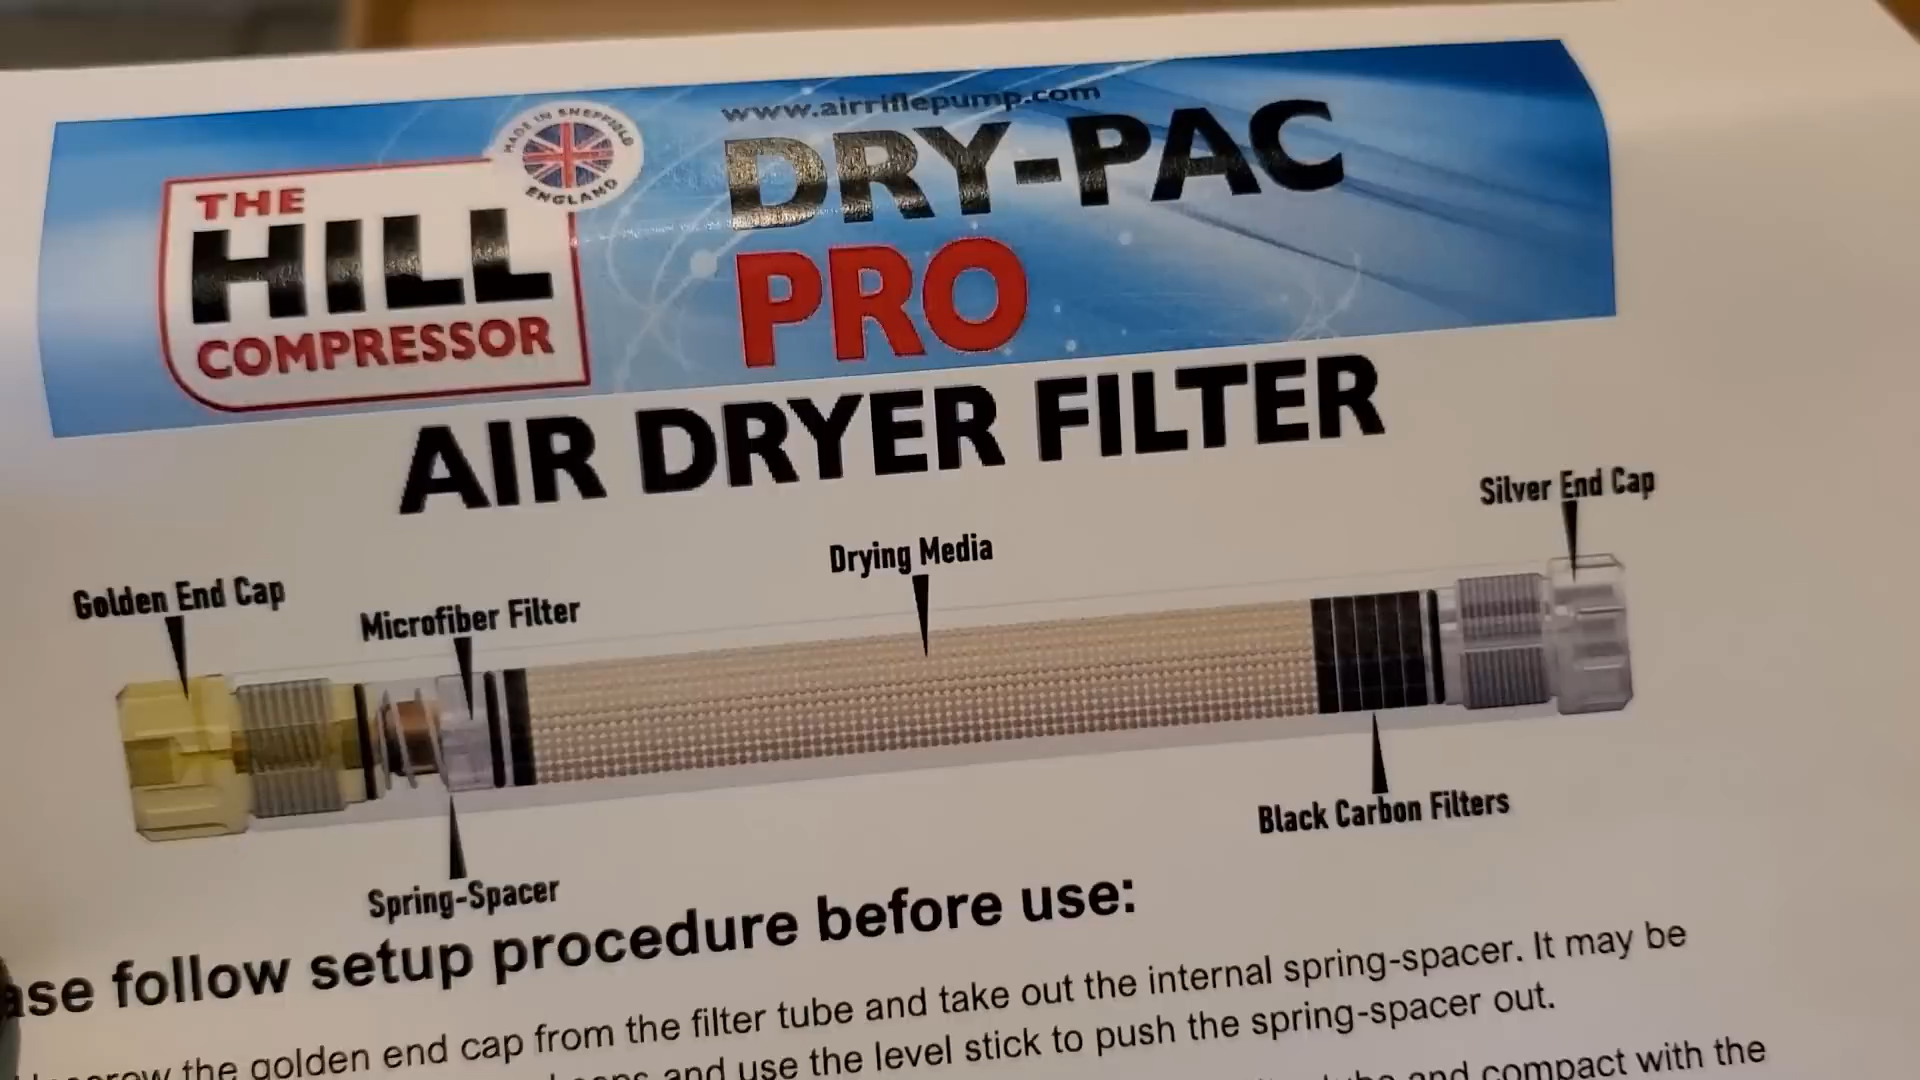 www.airriflepump.com
MADE IN SHEFFIELD
ENGLAND
THE
HILL
COMPRESSOR
DRY-PAC
PRO
AIR DRYER FILTER
Silver End Cap
Drying Media
Golden End Cap
Microfiber Filter
Black Carbon Filters
Spring-Spacer
follow setup procedure before use:
the golden end cap from the filter tube and take out the internal spring-spacer. It may be
and use the level stick to push the spring-spacer out.
and compact with the